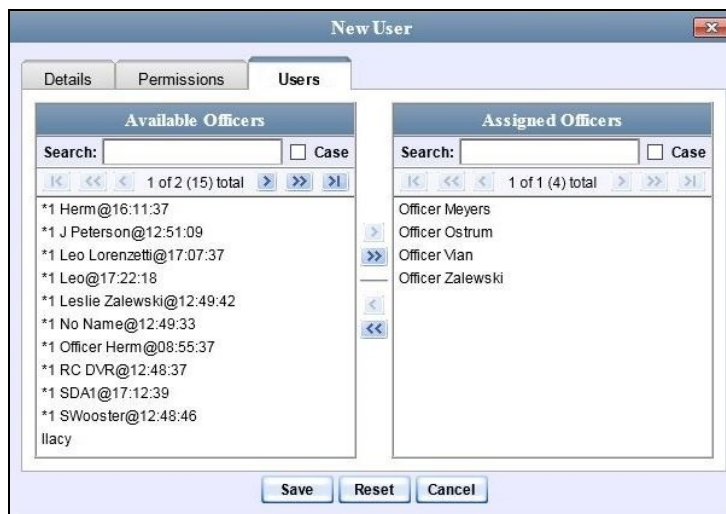 New User
Details Permissions Users
Available Officers
Search: Case
1 of 2 (15) total
*1 Herm@16:11:37
*1 J Peterson@12:51:09
*1 Leo Lorenzetti@17:07:37
*1 Leo@17:22:18
*1 Leslie Zalewski@12:49:42
*1 No Name@12:49:33
*1 Officer Herm@08:55:37
*1 RC DVR@12:48:37
*1 SDA1@17:12:39
*1 SWooster@12:48:46
llacy
Assigned Officers
Search: Case
1 of 1 (4) total
Officer Meyers
Officer Ostrum
Officer Vian
Officer Zalewski
Save Reset Cancel